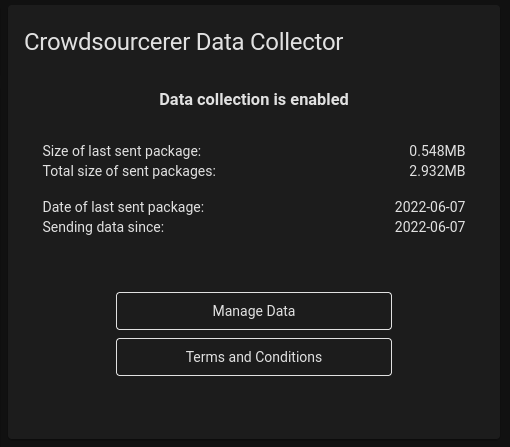 Crowdsourcerer Data Collector
Data collection is enabled
Size of last sent package: 0.548MB
Total size of sent packages: 2.932MB
Date of last sent package: 2022-06-07
Sending data since: 2022-06-07
Manage Data
Terms and Conditions